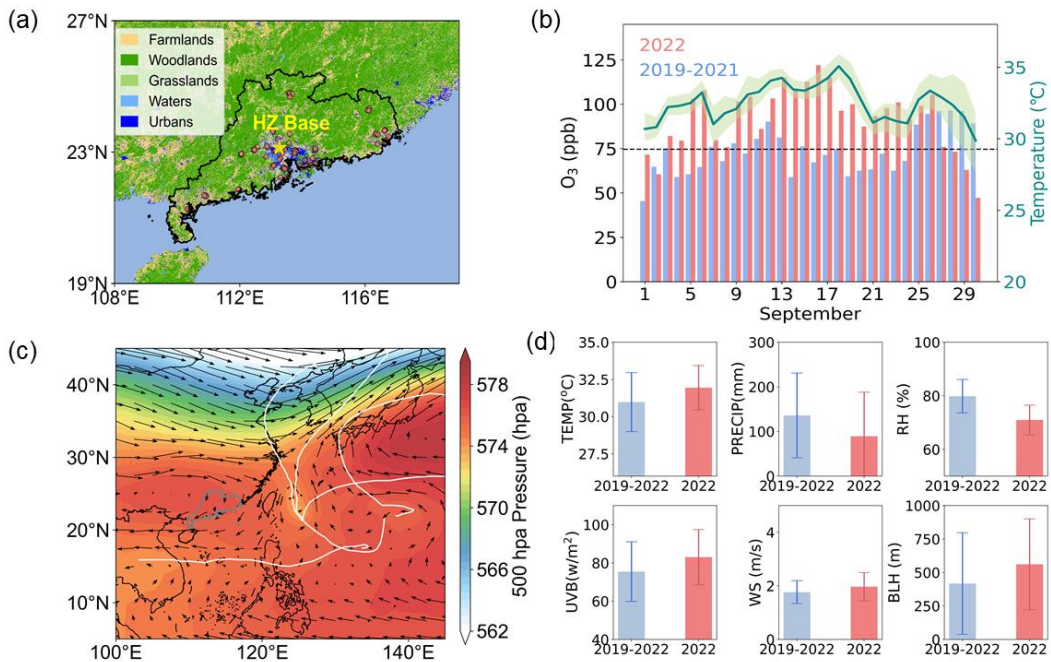 (a)
27°N
23°N
19°N
108°E
112°E
116°E
Farmlands
Woodlands
Grasslands
Waters
Urbans
HZ Base
(b)
2022
2019-2021
O3 (ppb)
125
100
75
50
25
0
1
5
9
13
17
21
25
29
September
35
30
25
20
Temperature (°C)
(c)
40°N
30°N
20°N
10°N
100°E
120°E
140°E
578
574
570
566
562
500 hpa Pressure (hpa)
(d)
TEMP(°C)
35.0
32.5
30.0
27.5
2019-2022
2022
PRECIP(mm)
300
200
100
0
2019-2022
2022
RH (%)
100
80
60
2019-2022
2022
UVB(w/m2)
100
80
60
40
2019-2022
2022
WS (m/s)
4
2
0
2019-2022
2022
BLH (m)
1000
750
500
250
0
2019-2022
2022